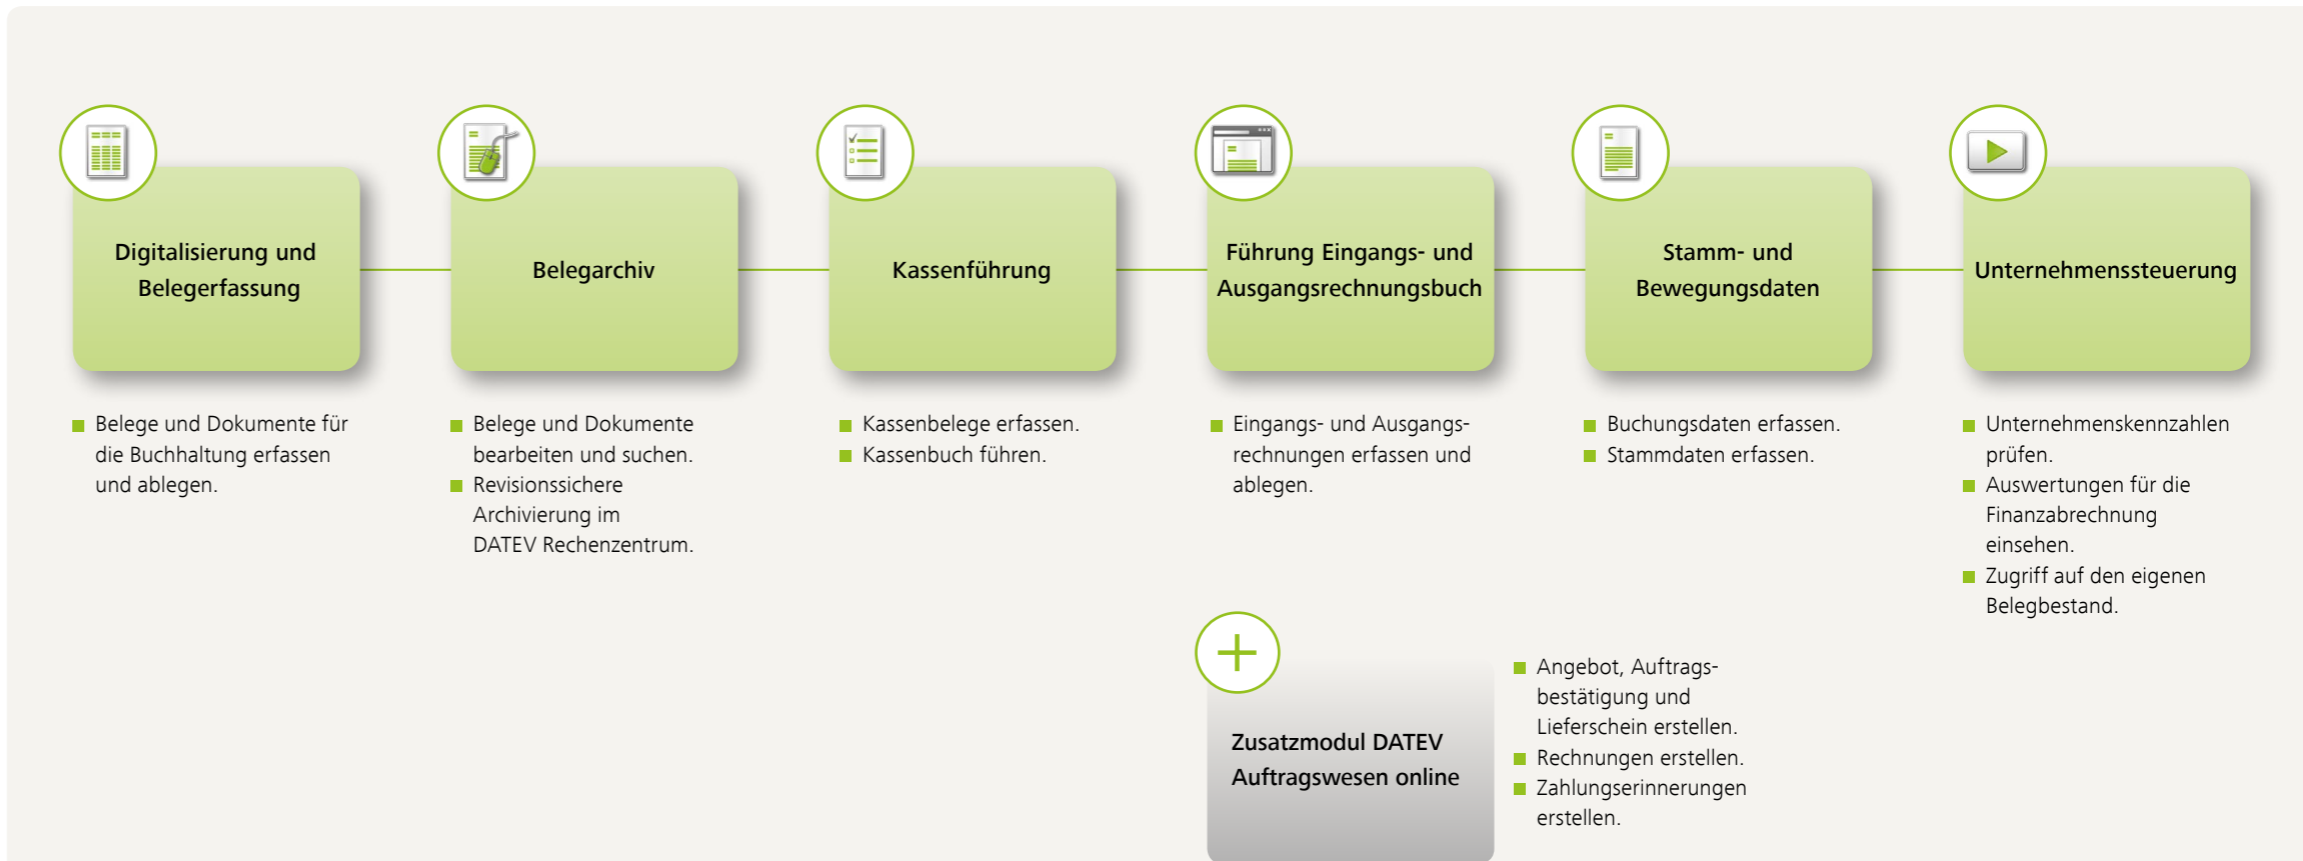 Digitalisierung und
Belegerfassung
Belege und Dokumente für
die Buchhaltung erfassen
und ablegen.
Belegarchiv
Belege und Dokumente
bearbeiten und suchen.
Revisionssichere
Archivierung im
DATEV Rechenzentrum.
Kassenführung
Kassenbelege erfassen.
Kassenbuch führen.
Führung Eingangs- und
Ausgangsrechnungsbuch
Eingangs- und Ausgangs-
rechnungen erfassen und
ablegen.
Stamm- und
Bewegungsdaten
Buchungsdaten erfassen.
Stammdaten erfassen.
Unternehmenssteuerung
Unternehmenskennzahlen
prüfen.
Auswertungen für die
Finanzabrechnung
einsehen.
Zugriff auf den eigenen
Belegbestand.
Zusatzmodul DATEV
Auftragswesen online
Angebot, Auftrags-
bestätigung und
Lieferschein erstellen.
Rechnungen erstellen.
Zahlungserinnerungen
erstellen.